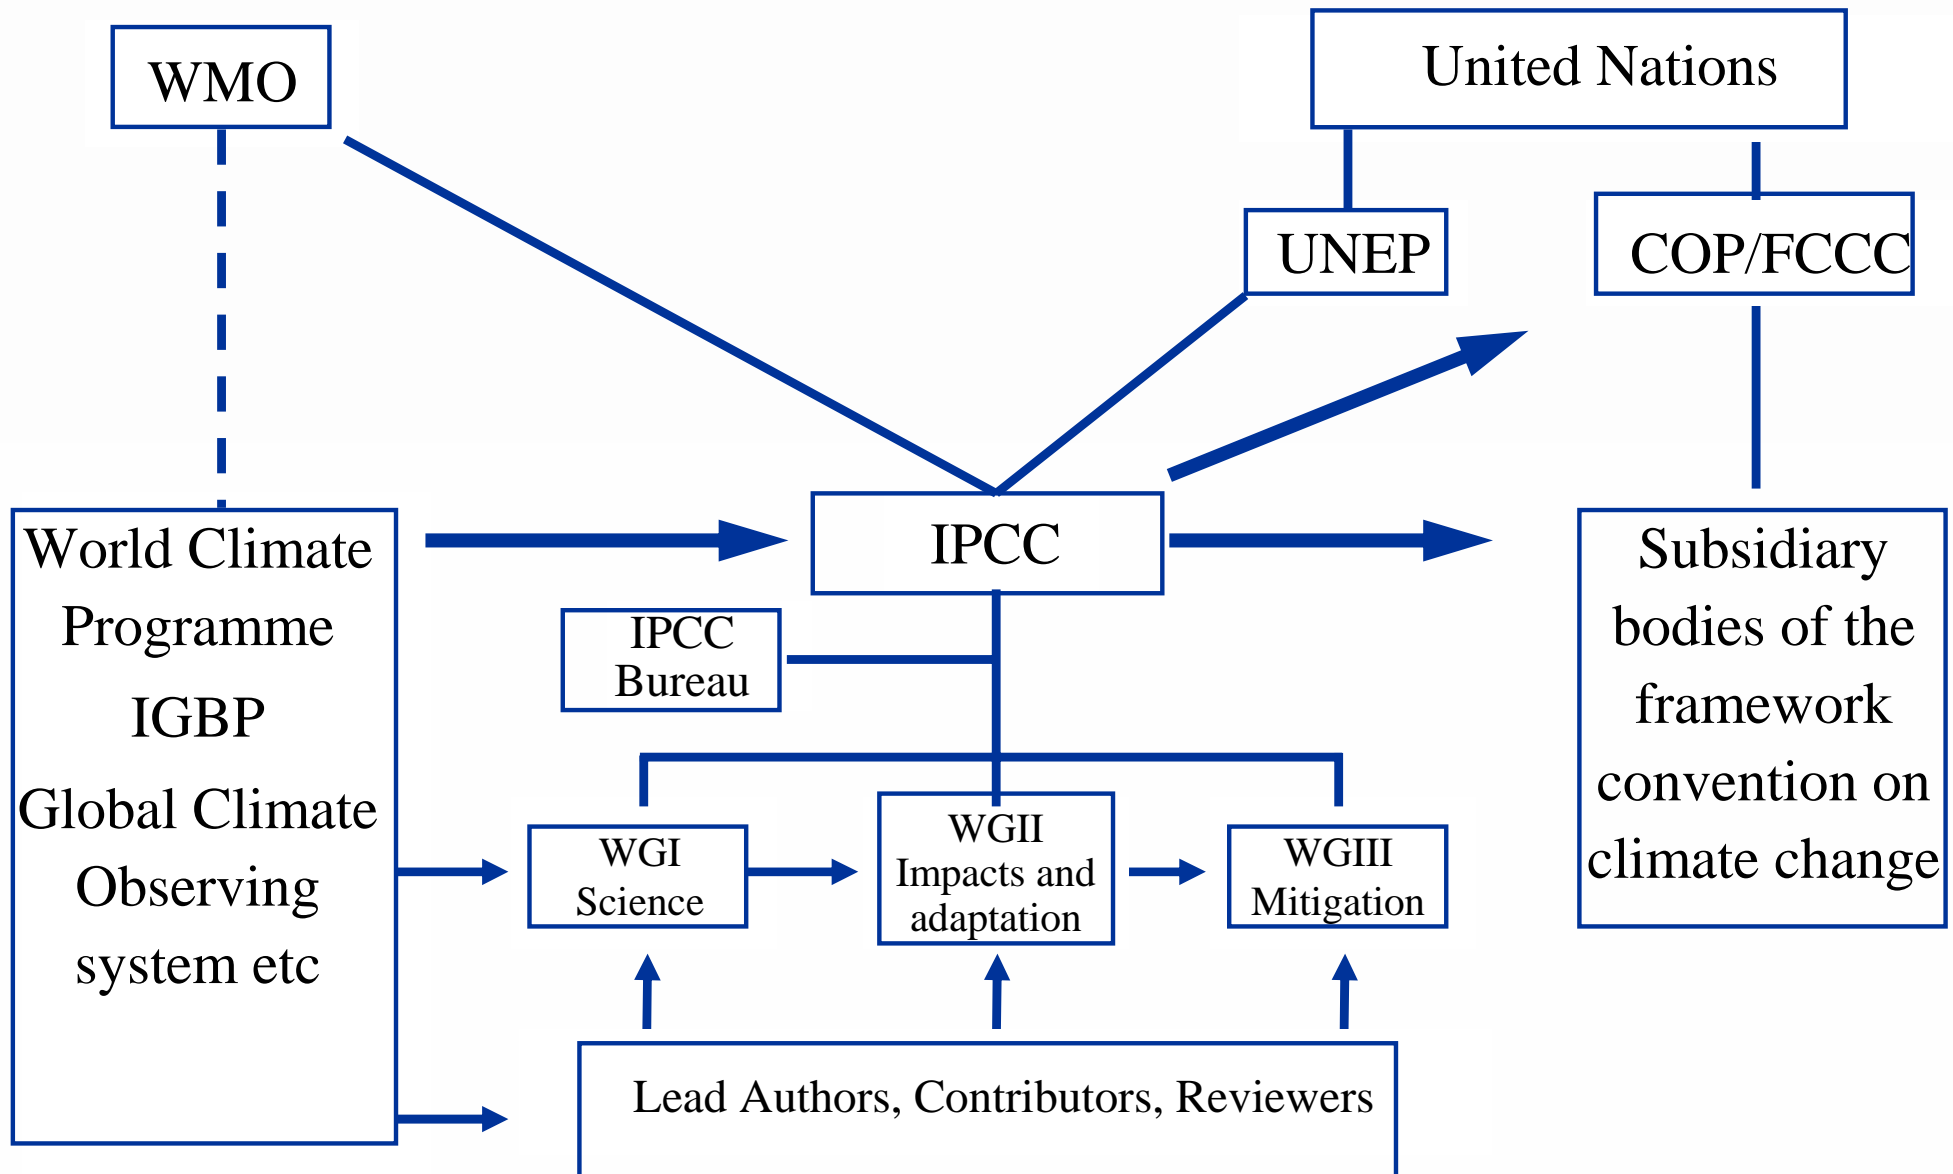 WMO
United Nations
UNEP
COP/FCCC
World Climate
Programme
IGBP
Global Climate
Observing
system etc
IPCC
IPCC
Bureau
WGI
Science
WGII
Impacts and
adaptation
WGIII
Mitigation
Subsidiary
bodies of the
framework
convention on
climate change
Lead Authors, Contributors, Reviewers